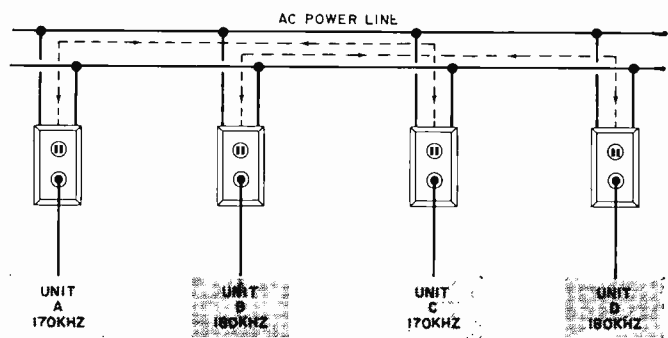 AC POWER LINE
UNIT
A
170KHZ
UNIT
B
180KHZ
UNIT
C
170KHZ
UNIT
D
180KHZ